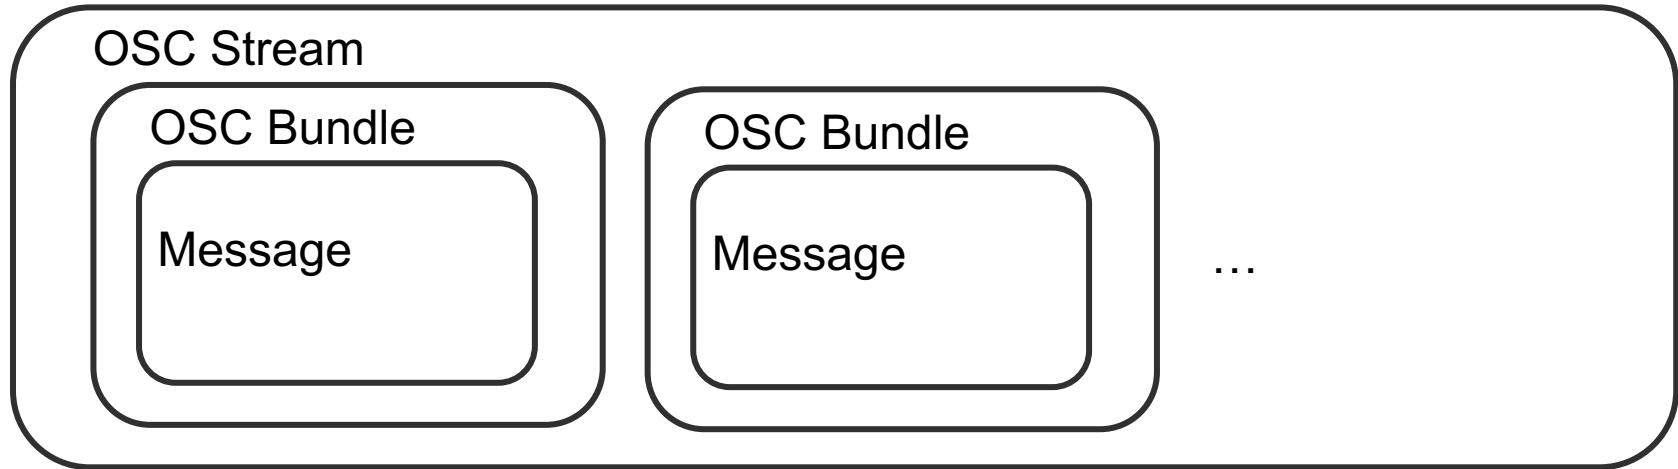 OSC Stream
OSC Bundle
Message
OSC Bundle
Message
…